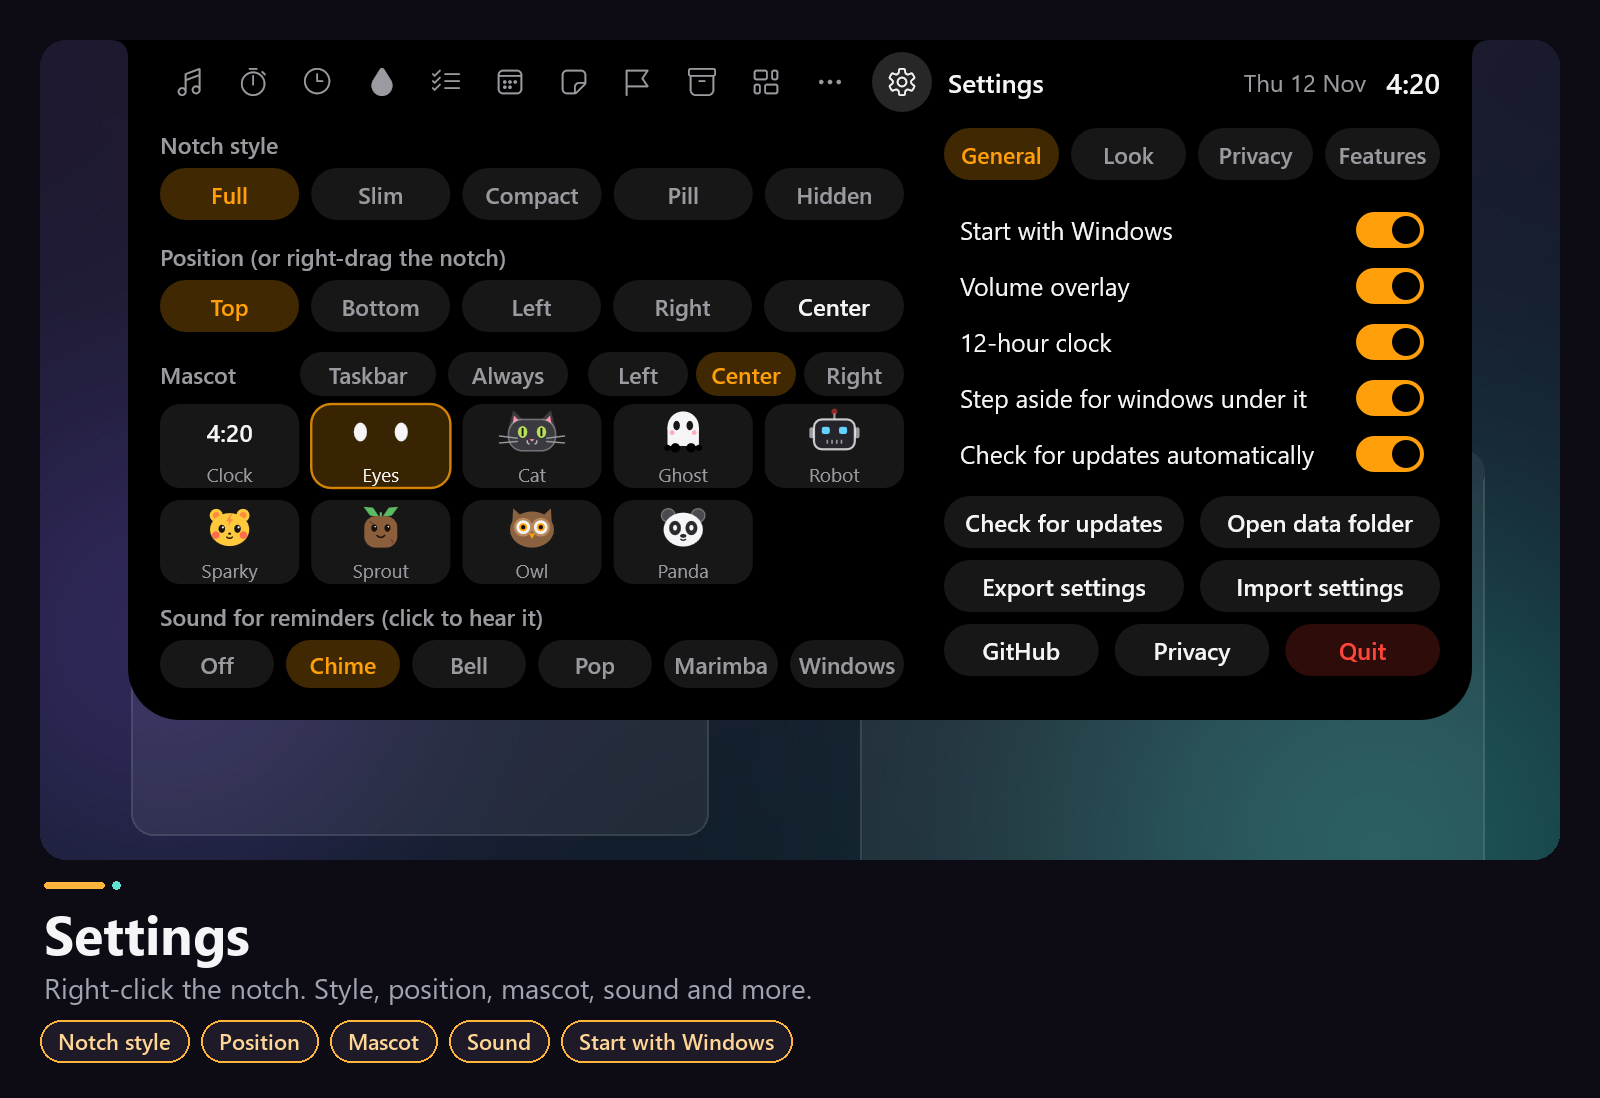 Settings
Thu 12 Nov 4:20
Notch style
Full Slim Compact Pill Hidden
Position (or right-drag the notch)
Top Bottom Left Right Center
Mascot Taskbar Always Left Center Right
4:20
Clock Eyes Cat Ghost Robot
Sparky Sprout Owl Panda
Sound for reminders (click to hear it)
Off Chime Bell Pop Marimba Windows
General Look Privacy Features
Start with Windows
Volume overlay
12-hour clock
Step aside for windows under it
Check for updates automatically
Check for updates Open data folder
Export settings Import settings
GitHub Privacy Quit
Settings
Right-click the notch. Style, position, mascot, sound and more.
Notch style Position Mascot Sound Start with Windows